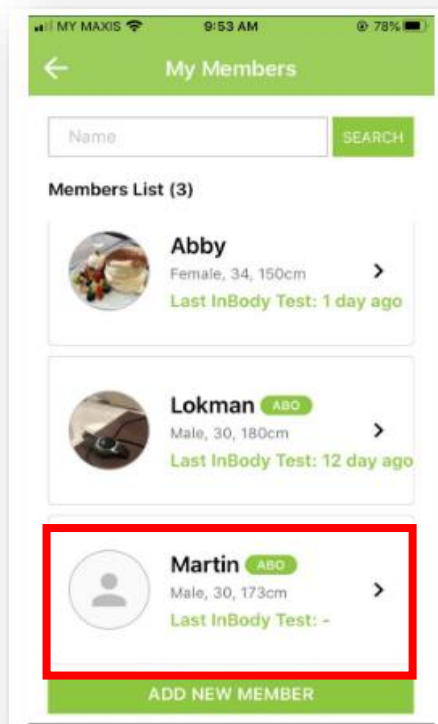 MY MAXIS 9:53 AM 78%
My Members
Name SEARCH
Members List (3)
Abby
Female, 34, 150cm
Last InBody Test: 1 day ago
Lokman ABO
Male, 30, 180cm
Last InBody Test: 12 day ago
Martin ABO
Male, 30, 173cm
Last InBody Test: -
ADD NEW MEMBER